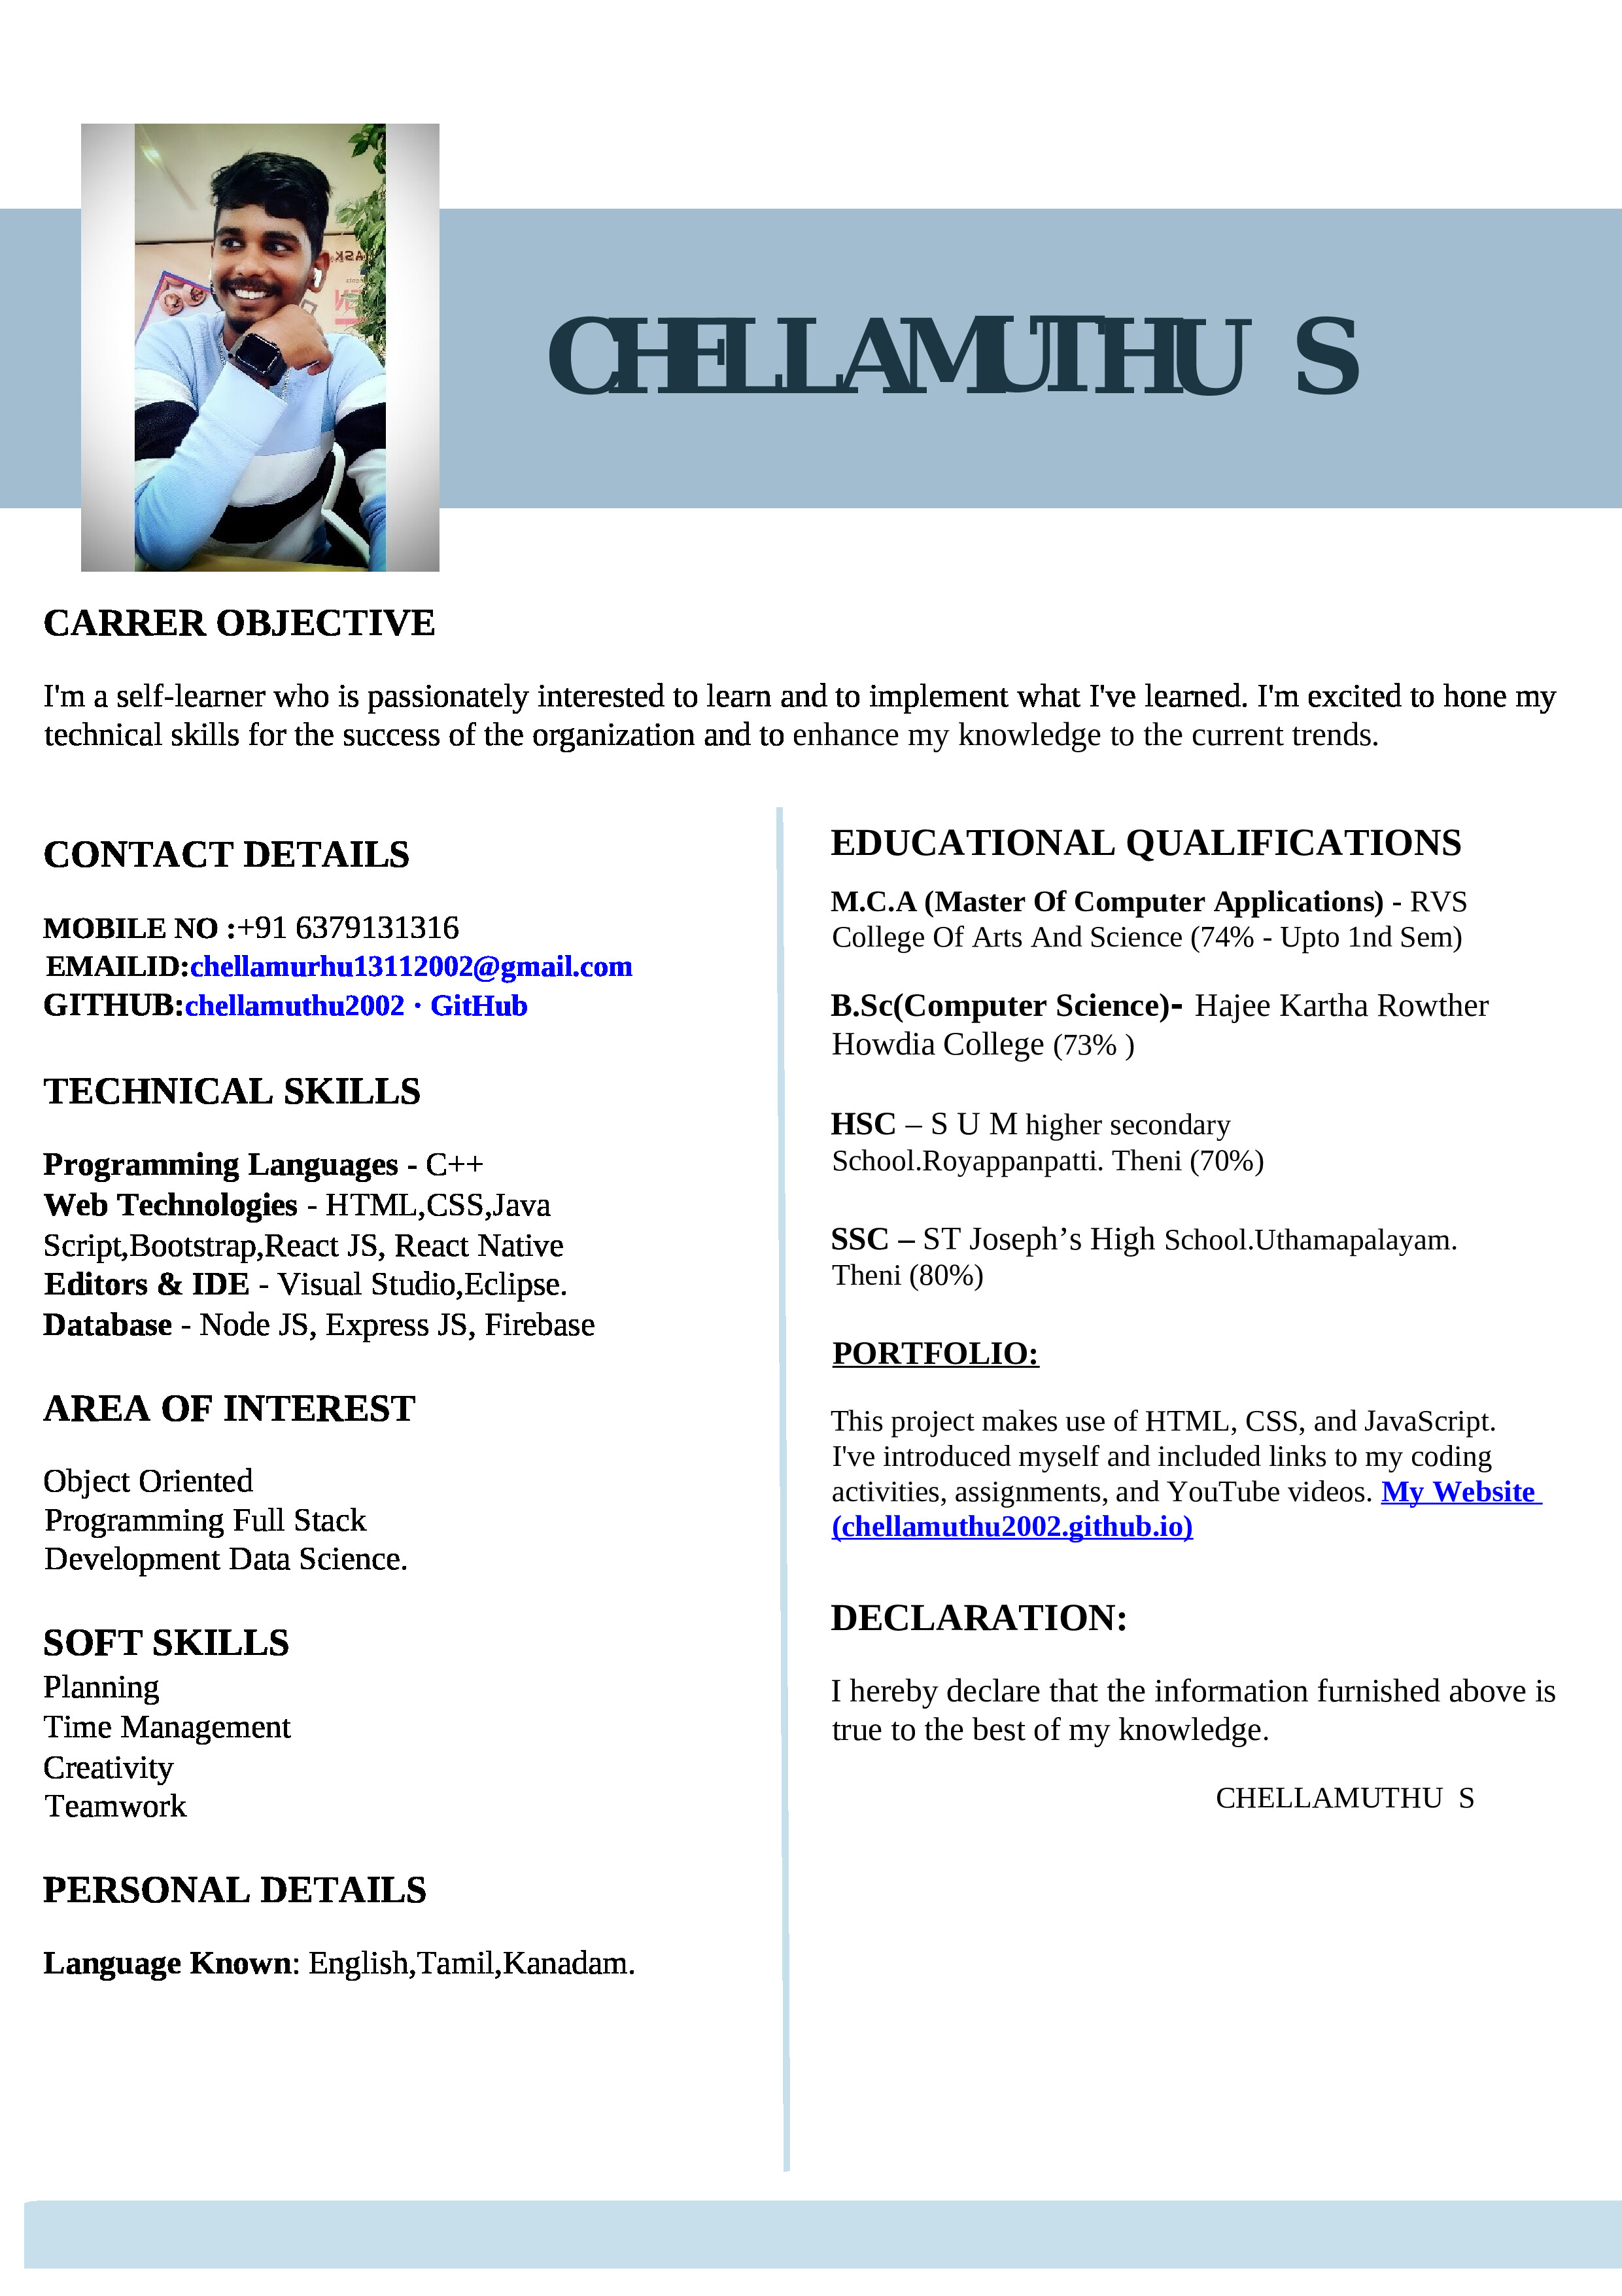 CHELLAMUTHU S
CARRER OBJECTIVE
I'm a self-learner who is passionately interested to learn and to implement what I've learned. I'm excited to hone my
technical skills for the success of the organization and to enhance my knowledge to the current trends.
CONTACT DETAILS
MOBILE NO :+91 6379131316
EMAILID:chellamurhu13112002@gmail.com
GITHUB:chellamuthu2002 · GitHub
TECHNICAL SKILLS
Programming Languages - C++
Web Technologies - HTML,CSS,Java
Script,Bootstrap,React JS, React Native
Editors & IDE - Visual Studio,Eclipse.
Database - Node JS, Express JS, Firebase
AREA OF INTEREST
Object Oriented
Programming Full Stack
Development Data Science.
SOFT SKILLS
Planning
Time Management
Creativity
Teamwork
PERSONAL DETAILS
Language Known: English,Tamil,Kanadam.
EDUCATIONAL QUALIFICATIONS
M.C.A (Master Of Computer Applications) - RVS
College Of Arts And Science (74% - Upto 1nd Sem)
B.Sc(Computer Science)- Hajee Kartha Rowther
Howdia College (73% )
HSC – S U M higher secondary
School.Royappanpatti. Theni (70%)
SSC – ST Joseph’s High School.Uthamapalayam.
Theni (80%)
PORTFOLIO:
This project makes use of HTML, CSS, and JavaScript.
I've introduced myself and included links to my coding
activities, assignments, and YouTube videos. My Website
(chellamuthu2002.github.io)
DECLARATION:
I hereby declare that the information furnished above is
true to the best of my knowledge.
CHELLAMUTHU S